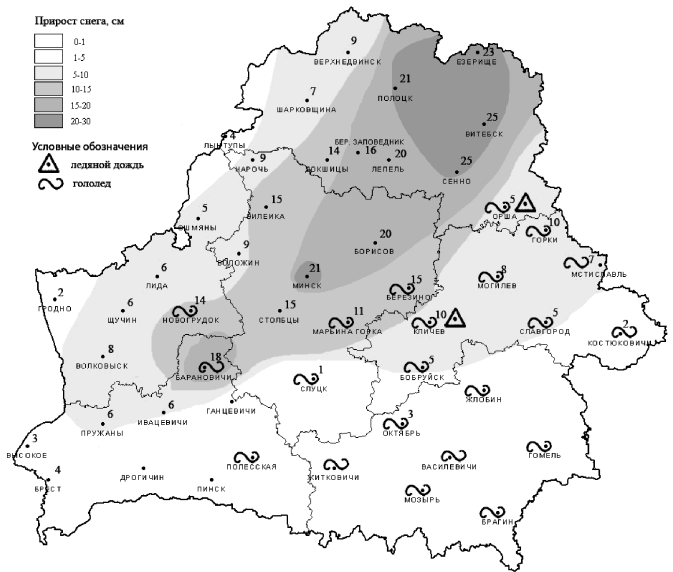 Прирост снега, см
0-1
1-5
5-10
10-15
15-20
20-30
Условные обозначения
ледяной дождь
гололед
9
ВЕРХНЕДВИНСК
23
ЕЗЕРИЩЕ
21
ПОЛОЦК
7
ШАРКОВЩИНА
25
ВИТЕБСК
4
ЛЫНТУПЫ
9
НАРОЧЬ
14
ДОКШИЦЫ
БЕР. ЗАПОВЕДНИК
16
20
ЛЕПЕЛЬ
25
СЕННО
5
ОШМЯНЫ
15
ВИЛЕЙКА
5
ОРША
10
ГОРКИ
9
ВОЛОЖИН
20
БОРИСОВ
7
МСТИСЛАВЛЬ
6
ЛИДА
21
МИНСК
15
БЕРЕЗИНО
8
МОГИЛЕВ
2
ГРОДНО
6
ЩУЧИН
14
НОВОГРУДОК
15
СТОЛБЦЫ
11
МАРЬИНА ГОРКА
10
КЛИЧЕВ
5
СЛАВГОРОД
2
КОСТЮКОВИЧИ
8
ВОЛКОВЫСК
18
БАРАНОВИЧИ
1
СЛУЦК
5
БОБРУЙСК
ЖЛОБИН
6
ПРУЖАНЫ
6
ИВАЦЕВИЧИ
ГАНЦЕВИЧИ
3
ОКТЯБРЬ
3
ВЫСОКОЕ
4
БРЕСТ
ДРОГИЧИН
ПИНСК
ПОЛЕССКАЯ
ЖИТКОВИЧИ
ВАСИЛЕВИЧИ
ГОМЕЛЬ
МОЗЫРЬ
БРАГИН